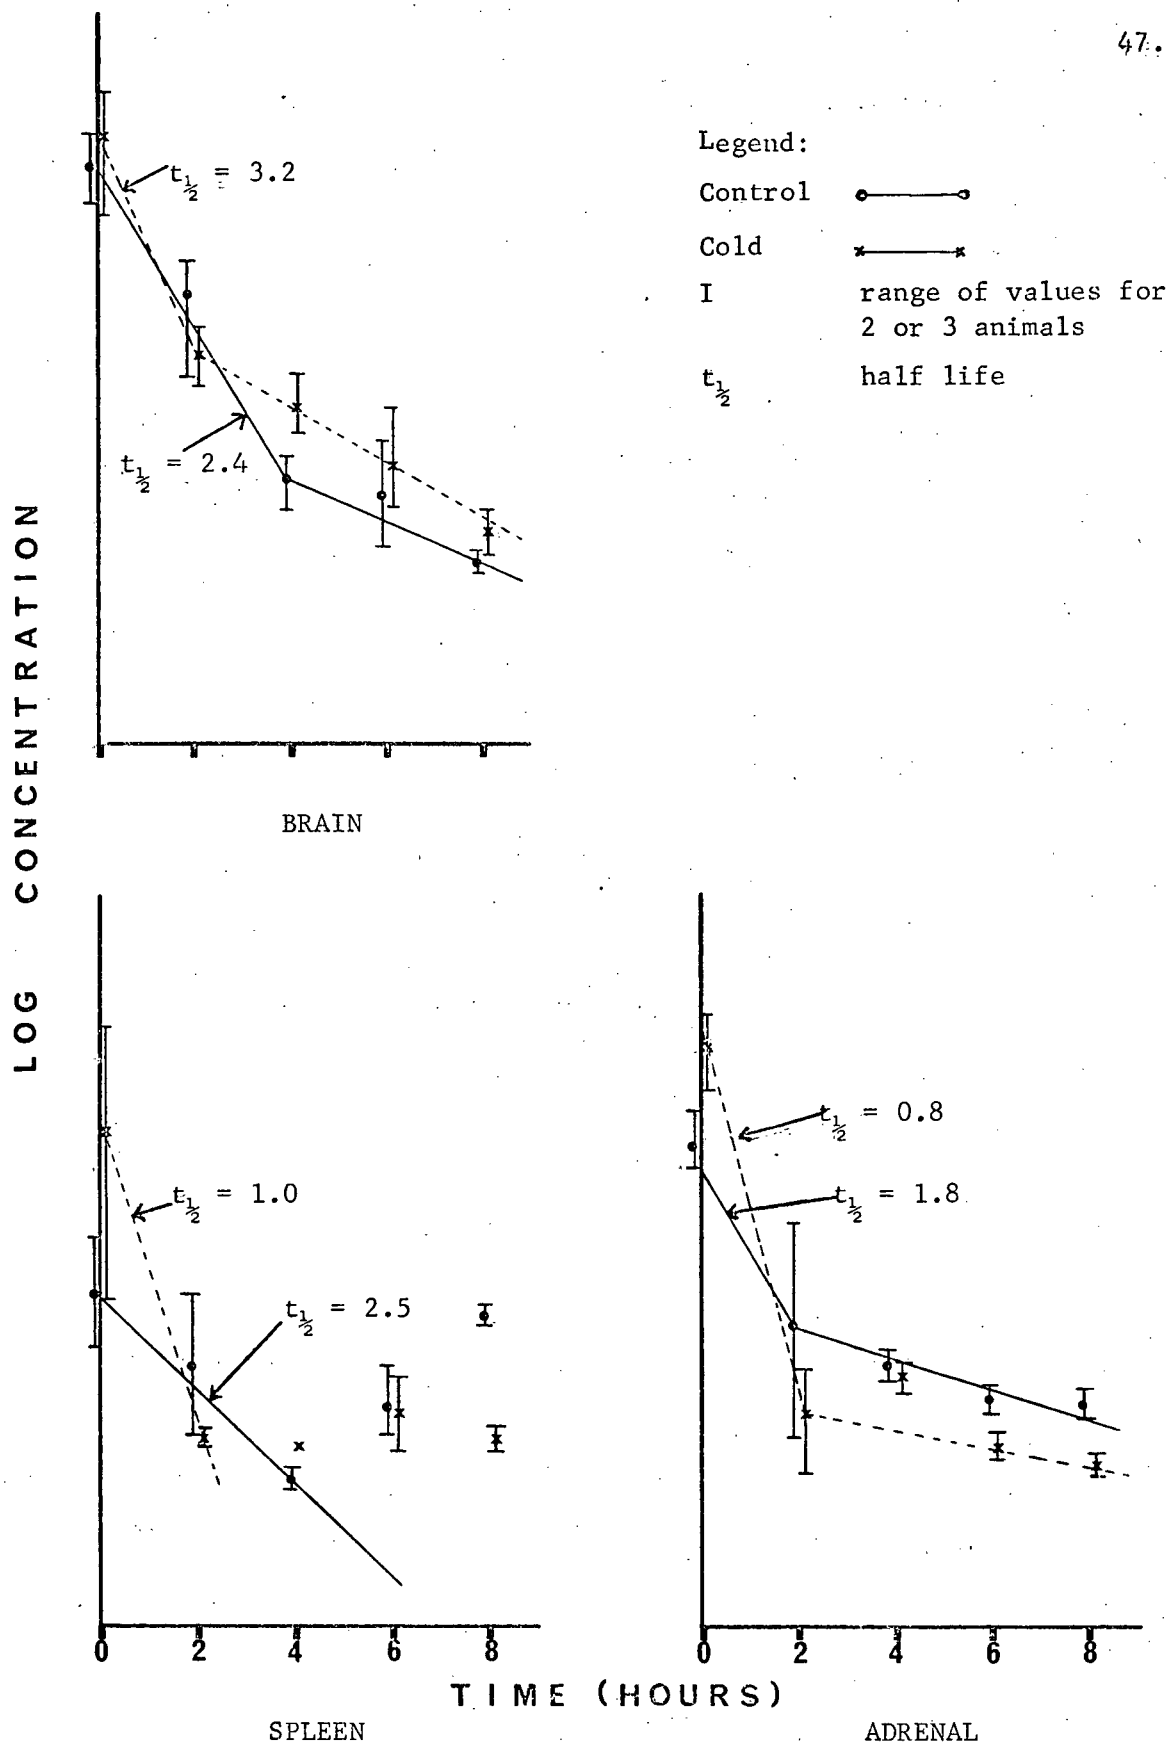 47.
Legend:
Control
Cold
I range of values for
2 or 3 animals
t½ half life
t½ = 3.2
t½ = 2.4
BRAIN
LOG CONCENTRATION
t½ = 1.0
t½ = 2.5
0 2 4 6 8
SPLEEN
t½ = 0.8
t½ = 1.8
0 2 4 6 8
ADRENAL
TIME (HOURS)